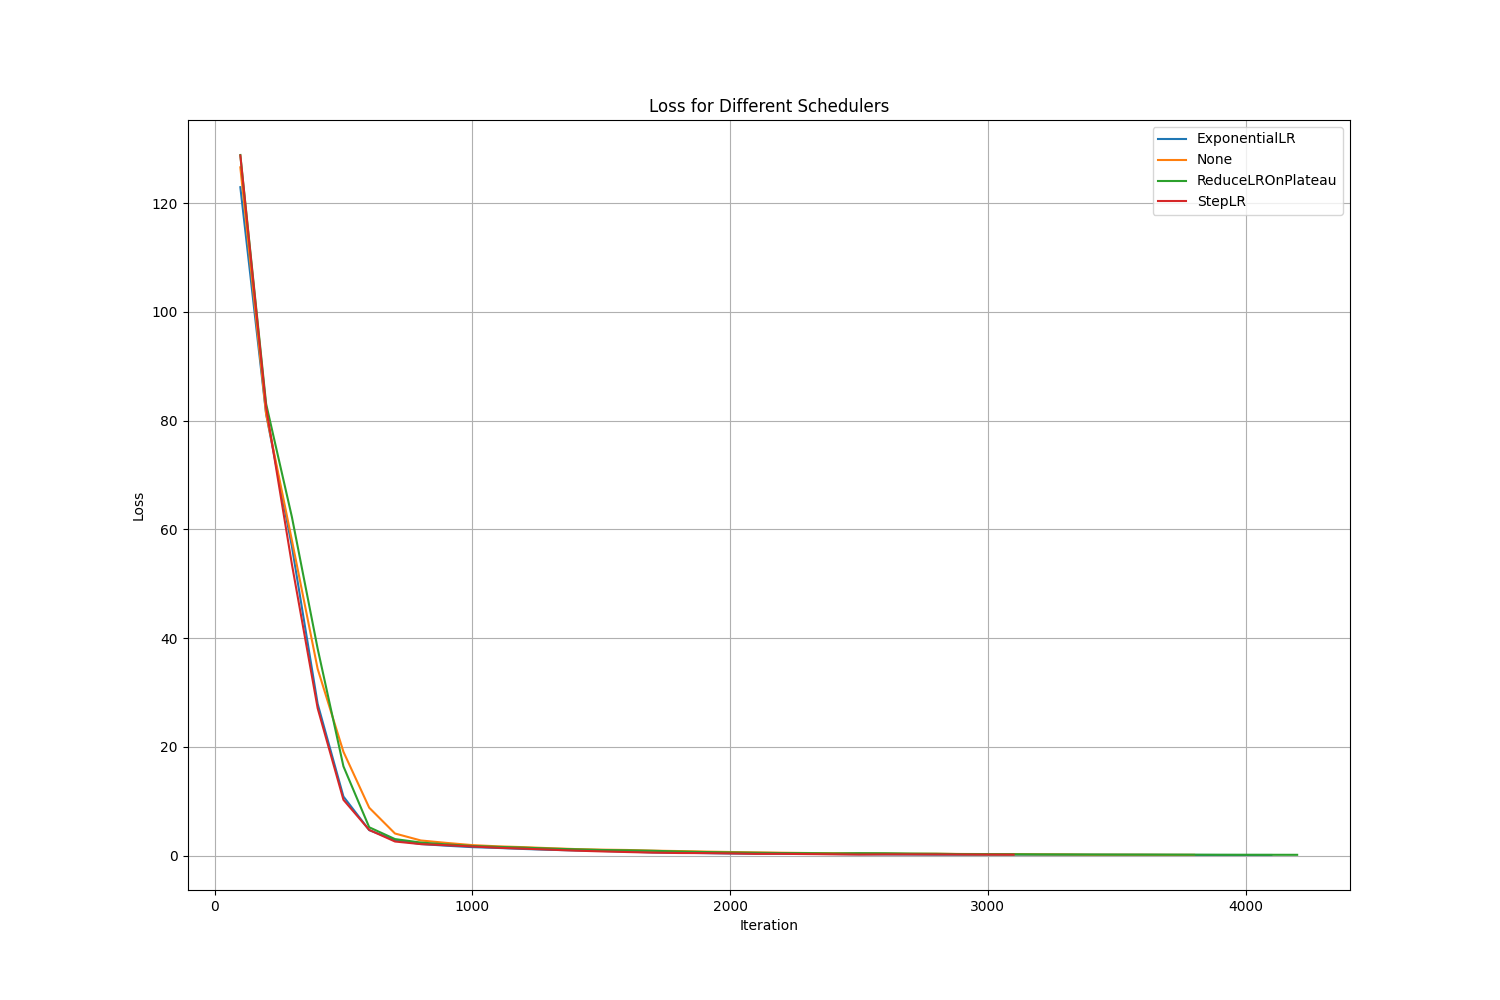 Loss for Different Schedulers
ExponentialLR
None
ReduceLROnPlateau
StepLR
120
100
80
60
40
20
0
Loss
0 1000 2000 3000 4000
Iteration